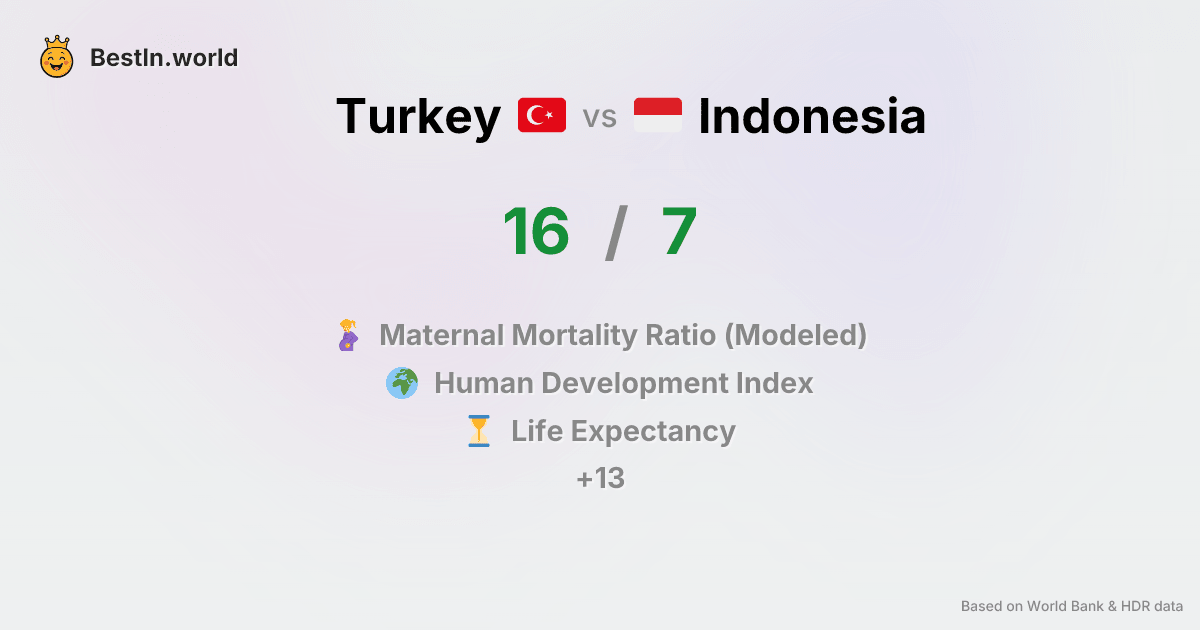 BestIn.world
Turkey vs Indonesia
16 / 7
Maternal Mortality Ratio (Modeled)
Human Development Index
Life Expectancy
+13
Based on World Bank & HDR data